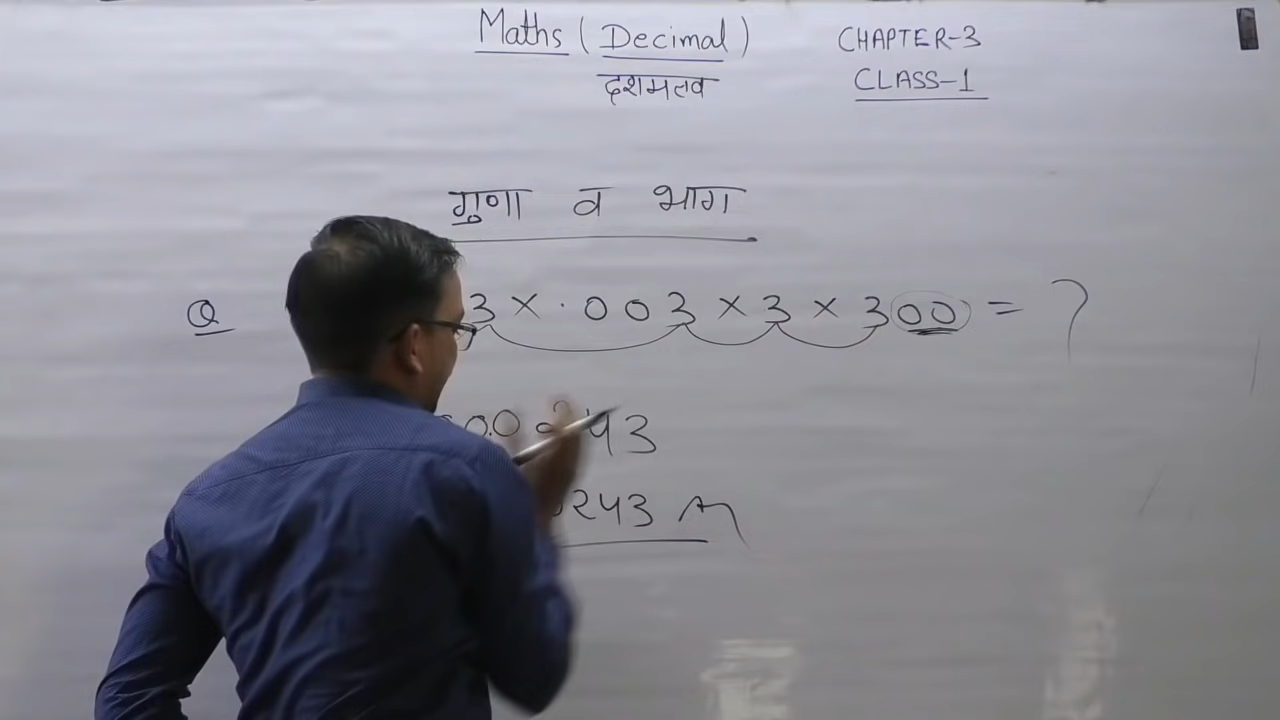 Maths (Decimal)
दशमलव
CHAPTER-3
CLASS-1
गुणा व भाग
Q
3 × .003 × 3 × 300 = ?
243
243